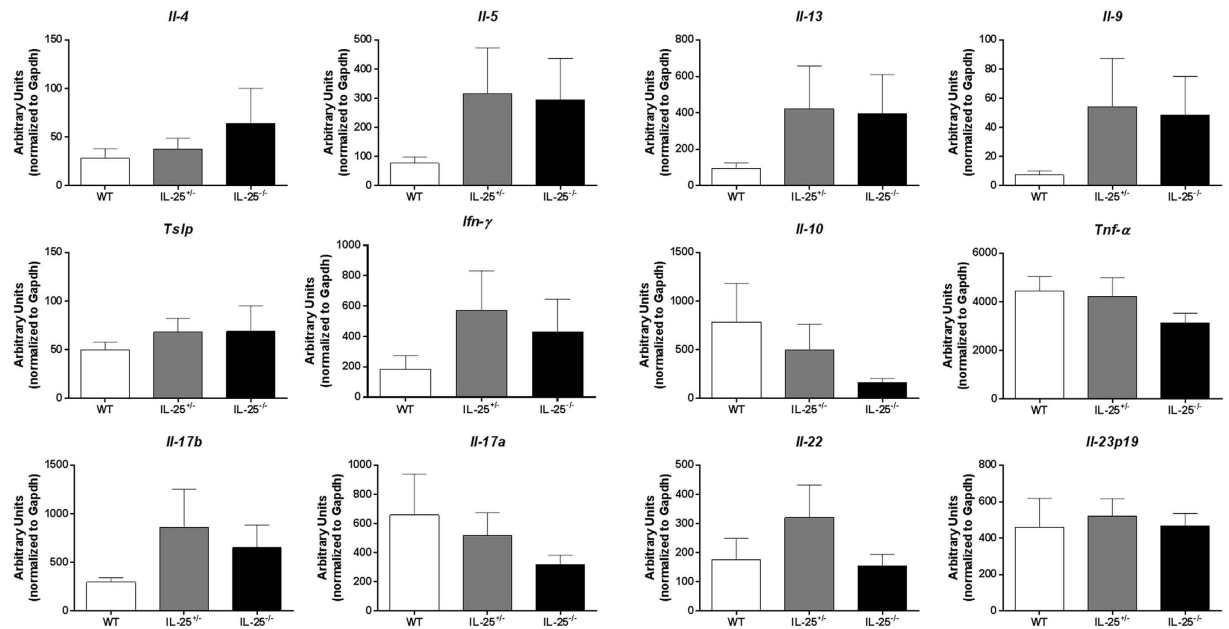 Il-4
Arbitrary Units
(normalized to Gapdh)
150
100
50
0
WT IL-25+/- IL-25-/-
Il-5
Arbitrary Units
(normalized to Gapdh)
500
400
300
200
100
0
WT IL-25+/- IL-25-/-
Il-13
Arbitrary Units
(normalized to Gapdh)
800
600
400
200
0
WT IL-25+/- IL-25-/-
Il-9
Arbitrary Units
(normalized to Gapdh)
100
80
60
40
20
0
WT IL-25+/- IL-25-/-
Tslp
Arbitrary Units
(normalized to Gapdh)
150
100
50
0
WT IL-25+/- IL-25-/-
Ifn-γ
Arbitrary Units
(normalized to Gapdh)
1000
800
600
400
200
0
WT IL-25+/- IL-25-/-
Il-10
Arbitrary Units
(normalized to Gapdh)
1500
1000
500
0
WT IL-25+/- IL-25-/-
Tnf-α
Arbitrary Units
(normalized to Gapdh)
6000
4000
2000
0
WT IL-25+/- IL-25-/-
Il-17b
Arbitrary Units
(normalized to Gapdh)
1500
1000
500
0
WT IL-25+/- IL-25-/-
Il-17a
Arbitrary Units
(normalized to Gapdh)
1000
800
600
400
200
0
WT IL-25+/- IL-25-/-
Il-22
Arbitrary Units
(normalized to Gapdh)
500
400
300
200
100
0
WT IL-25+/- IL-25-/-
Il-23p19
Arbitrary Units
(normalized to Gapdh)
800
600
400
200
0
WT IL-25+/- IL-25-/-